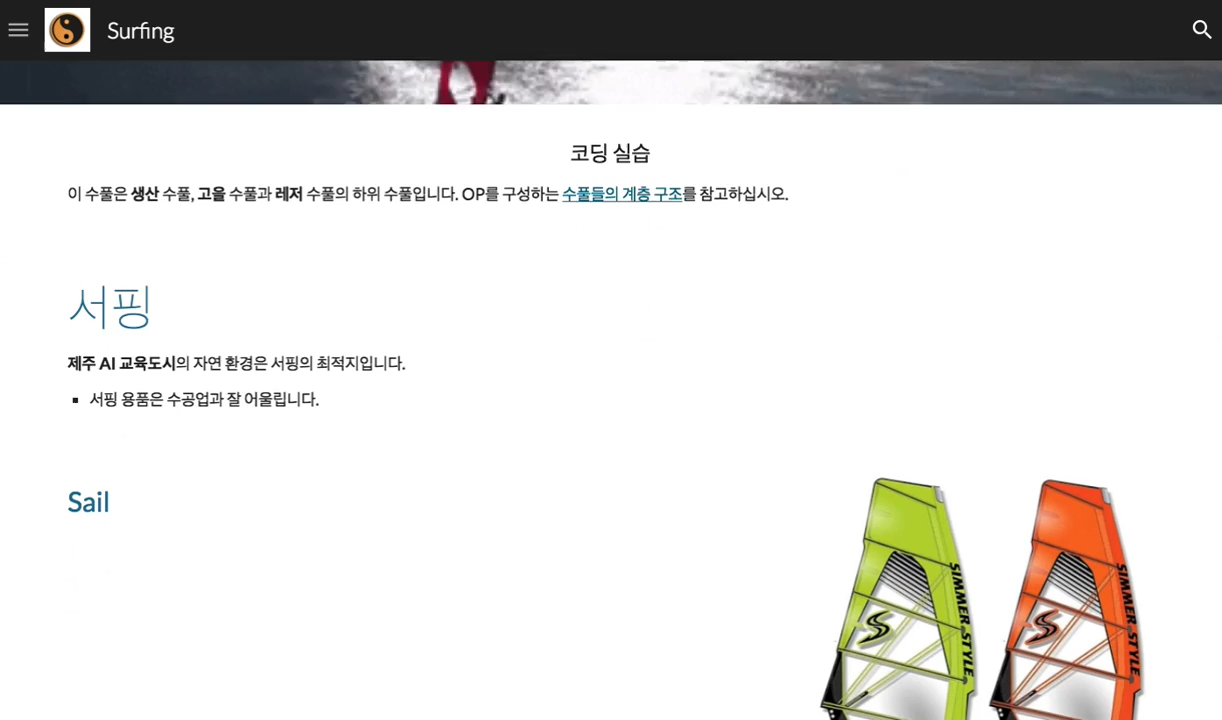 Surfing
코딩 실습
이 수풀은 생산 수풀, 고을 수풀과 레저 수풀의 하위 수풀입니다. OP를 구성하는 수풀들의 계층 구조를 참고하십시오.
서핑
제주 AI 교육도시의 자연 환경은 서핑의 최적지입니다.
▪ 서핑 용품은 수공업과 잘 어울립니다.
Sail
SIMMER STYLE
SIMMER STYLE